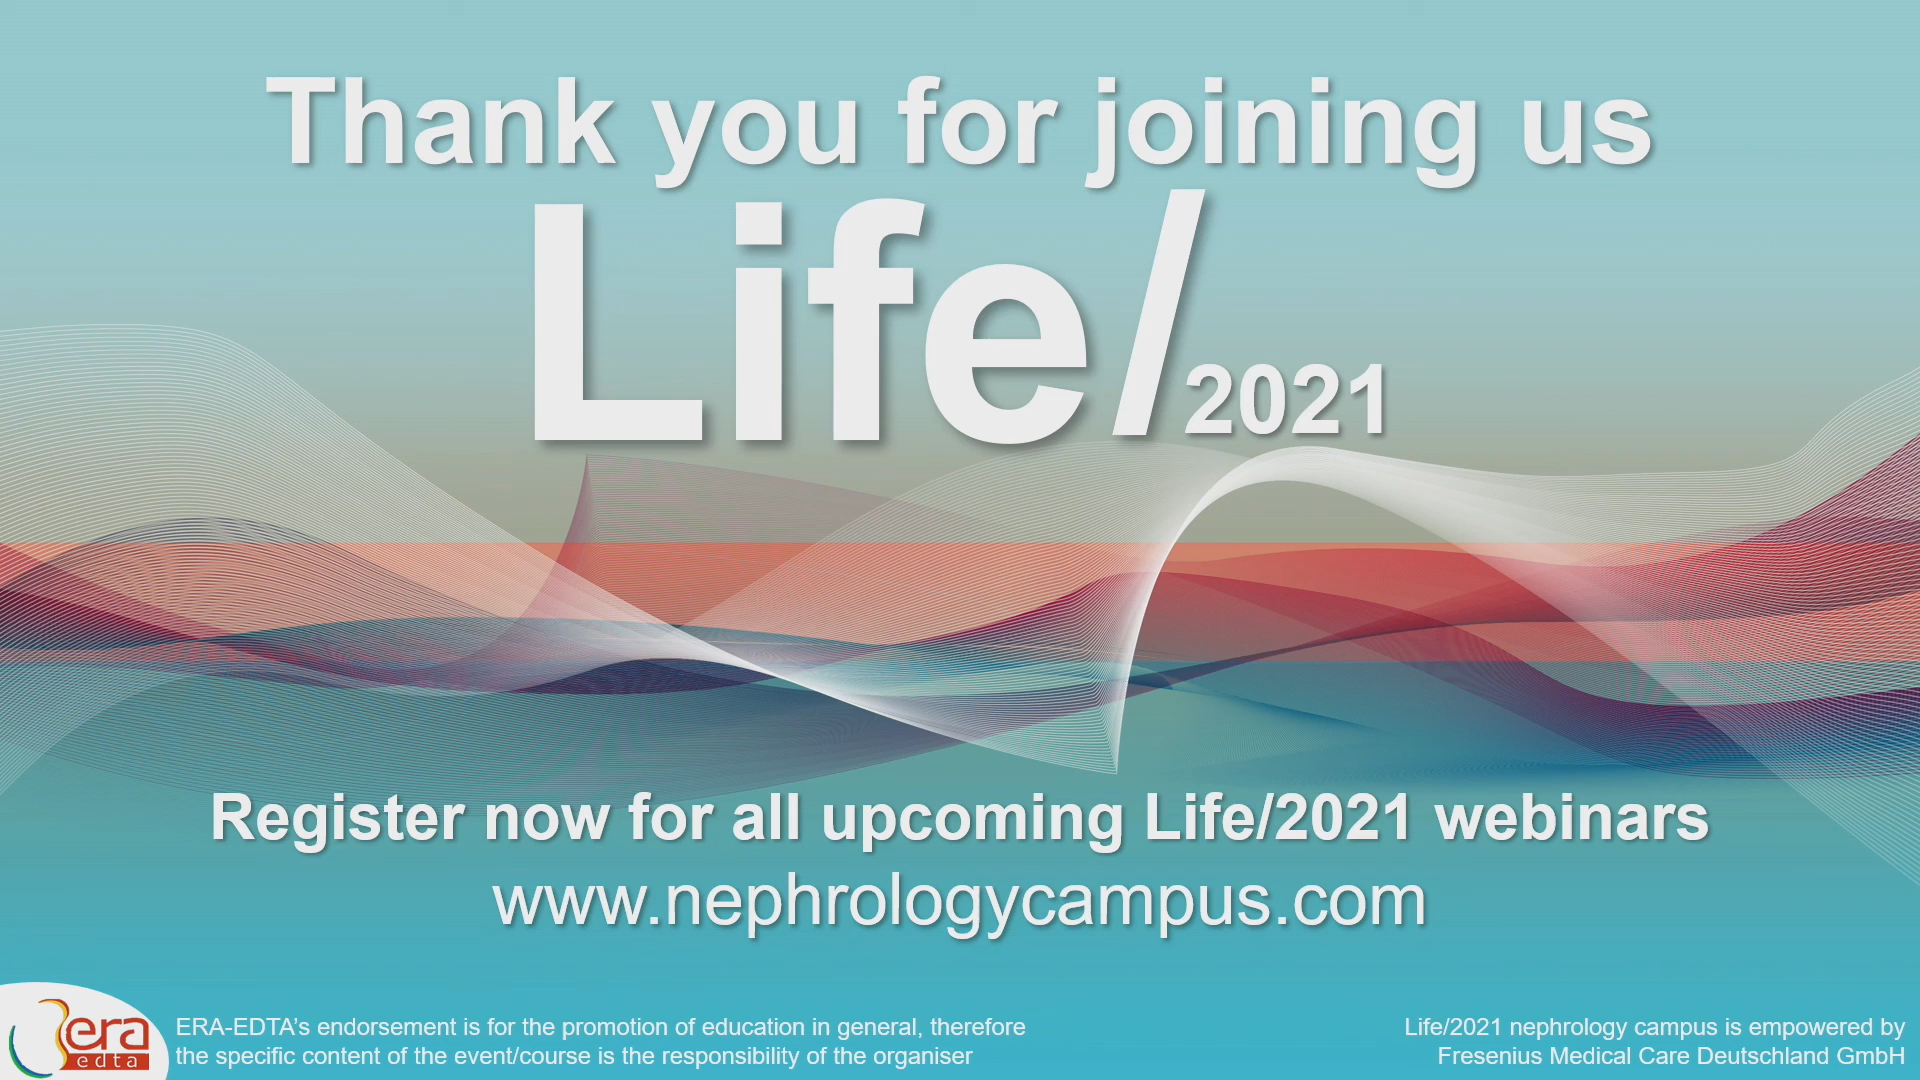 Thank you for joining us
Life/2021
Register now for all upcoming Life/2021 webinars
www.nephrologycampus.com
era
edta
ERA-EDTA’s endorsement is for the promotion of education in general, therefore
the specific content of the event/course is the responsibility of the organiser
Life/2021 nephrology campus is empowered by
Fresenius Medical Care Deutschland GmbH